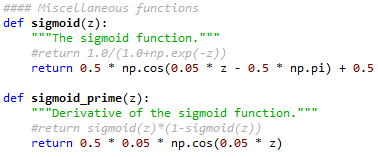 #### Miscellaneous functions
def sigmoid(z):
    """The sigmoid function."""
    #return 1.0/(1.0+np.exp(-z))
    return 0.5 * np.cos(0.05 * z - 0.5 * np.pi) + 0.5

def sigmoid_prime(z):
    """Derivative of the sigmoid function."""
    #return sigmoid(z)*(1-sigmoid(z))
    return 0.5 * 0.05 * np.cos(0.05 * z)